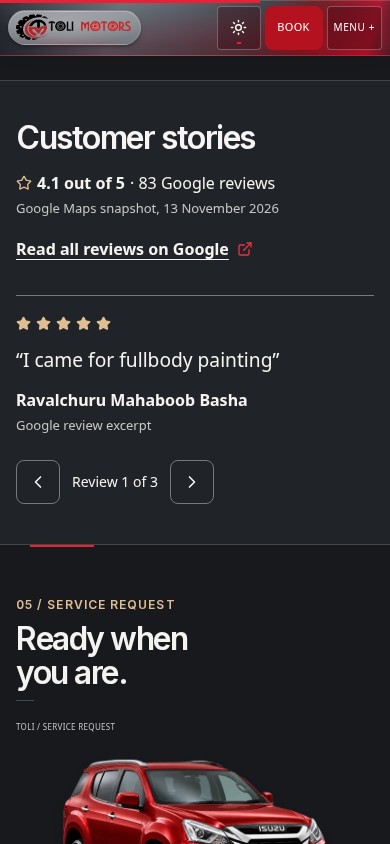 TOLI MOTORS
BOOK
MENU +
Customer stories
4.1 out of 5 · 83 Google reviews
Google Maps snapshot, 13 November 2026
Read all reviews on Google
“I came for fullbody painting”
Ravalchuru Mahaboob Basha
Google review excerpt
Review 1 of 3
05 / SERVICE REQUEST
Ready when
you are.
TOLI / SERVICE REQUEST
ISUZU